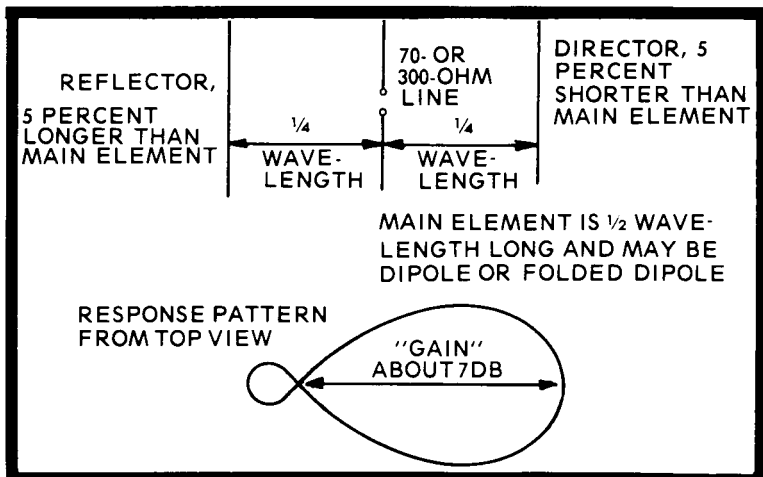 REFLECTOR,
5 PERCENT
LONGER THAN
MAIN ELEMENT
¼
WAVE-
LENGTH
70- OR
300-OHM
LINE
¼
WAVE-
LENGTH
DIRECTOR, 5
PERCENT
SHORTER THAN
MAIN ELEMENT
MAIN ELEMENT IS ½ WAVE-
LENGTH LONG AND MAY BE
DIPOLE OR FOLDED DIPOLE
RESPONSE PATTERN
FROM TOP VIEW
"GAIN"
ABOUT 7DB